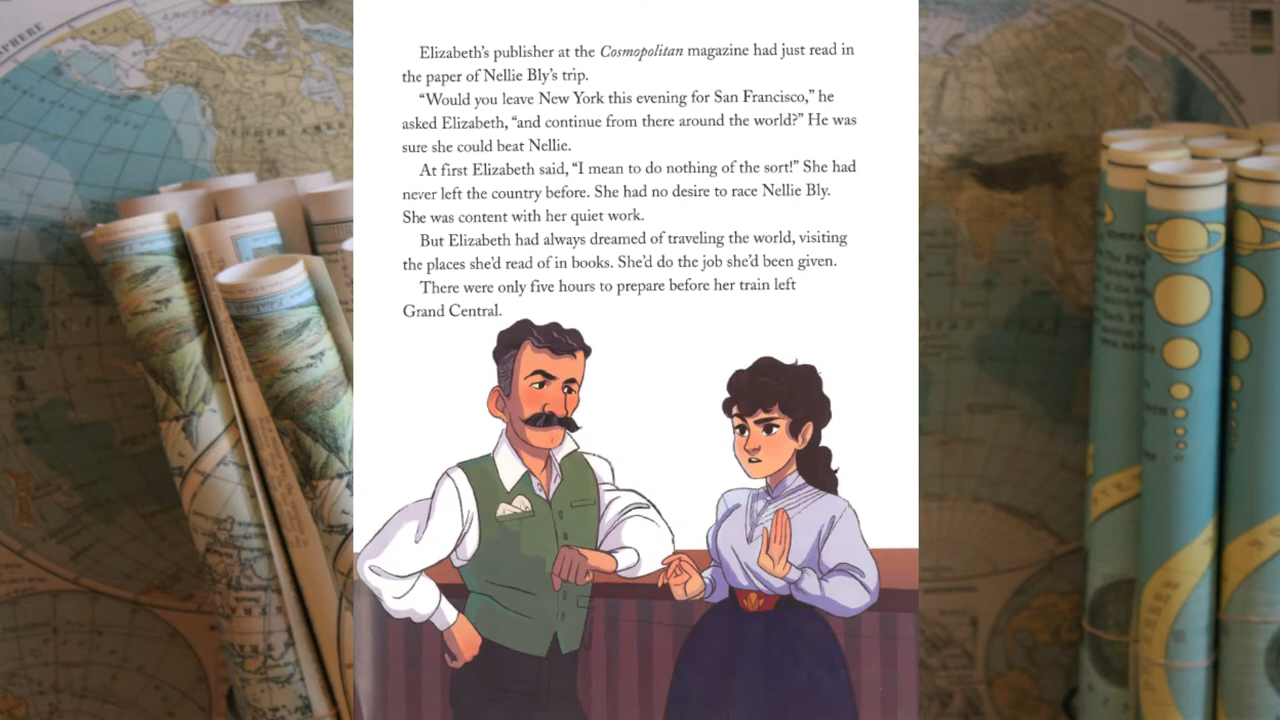 Elizabeth's publisher at the Cosmopolitan magazine had just read in
the paper of Nellie Bly's trip.
"Would you leave New York this evening for San Francisco," he
asked Elizabeth, "and continue from there around the world?" He was
sure she could beat Nellie.
At first Elizabeth said, "I mean to do nothing of the sort!" She had
never left the country before. She had no desire to race Nellie Bly.
She was content with her quiet work.
But Elizabeth had always dreamed of traveling the world, visiting
the places she'd read of in books. She'd do the job she'd been given.
There were only five hours to prepare before her train left
Grand Central.